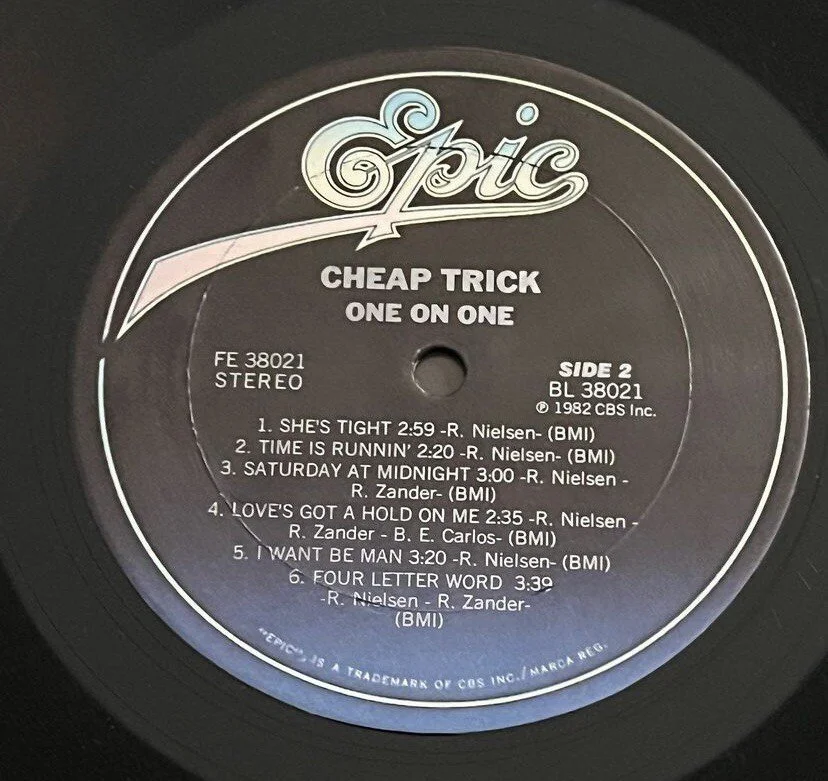 Epic
CHEAP TRICK
ONE ON ONE
FE 38021
STEREO
SIDE 2
BL 38021
℗ 1982 CBS Inc.
1. SHE'S TIGHT 2:59 -R. Nielsen- (BMI)
2. TIME IS RUNNIN' 2:20 -R. Nielsen- (BMI)
3. SATURDAY AT MIDNIGHT 3:00 -R. Nielsen -
R. Zander- (BMI)
4. LOVE'S GOT A HOLD ON ME 2:35 -R. Nielsen -
R. Zander - B. E. Carlos- (BMI)
5. I WANT BE MAN 3:20 -R. Nielsen- (BMI)
6. FOUR LETTER WORD 3:39
-R. Nielsen - R. Zander-
(BMI)
"EPIC", IS A TRADEMARK OF CBS INC./MARCA REG.